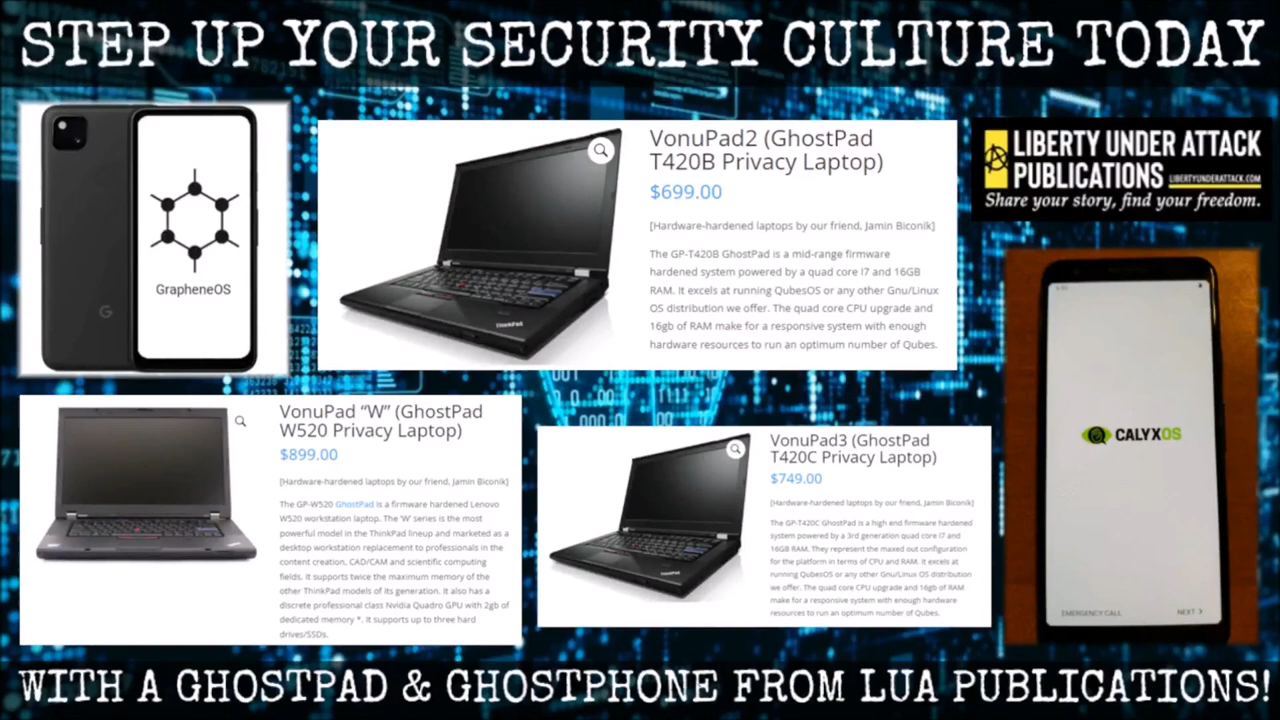 STEP UP YOUR SECURITY CULTURE TODAY
GrapheneOS
G
VonuPad2 (GhostPad
T420B Privacy Laptop)
$699.00
[Hardware-hardened laptops by our friend, Jamin Biconik]
The GP-T420B GhostPad is a mid-range firmware
hardened system powered by a quad core I7 and 16GB
RAM. It excels at running QubesOS or any other Gnu/Linux
OS distribution we offer. The quad core CPU upgrade and
16gb of RAM make for a responsive system with enough
hardware resources to run an optimum number of Qubes.
ThinkPad
LIBERTY UNDER ATTACK
PUBLICATIONS LIBERTYUNDERATTACK.COM
Share your story, find your freedom.
VonuPad “W” (GhostPad
W520 Privacy Laptop)
$899.00
[Hardware-hardened laptops by our friend, Jamin Biconik]
The GP-W520 GhostPad is a firmware hardened Lenovo
W520 workstation laptop. The ‘W’ series is the most
powerful model in the ThinkPad lineup and marketed as a
desktop workstation replacement to professionals in the
content creation, CAD/CAM and scientific computing
fields. It supports twice the maximum memory of the
other ThinkPad models of its generation. It also has a
discrete professional class Nvidia Quadro GPU with 2gb of
dedicated memory *. It supports up to three hard
drives/SSDs.
VonuPad3 (GhostPad
T420C Privacy Laptop)
$749.00
[Hardware-hardened laptops by our friend, Jamin Biconik]
The GP-T420C GhostPad is a high end firmware hardened
system powered by a 3rd generation quad core I7 and
16GB RAM. They represent the maxed out configuration
for the platform in terms of CPU and RAM. It excels at
running QubesOS or any other Gnu/Linux OS distribution
we offer. The quad core CPU upgrade and 16gb of RAM
make for a responsive system with enough hardware
resources to run an optimum number of Qubes.
ThinkPad
CALYXOS
EMERGENCY CALL NEXT >
WITH A GHOSTPAD & GHOSTPHONE FROM LUA PUBLICATIONS!